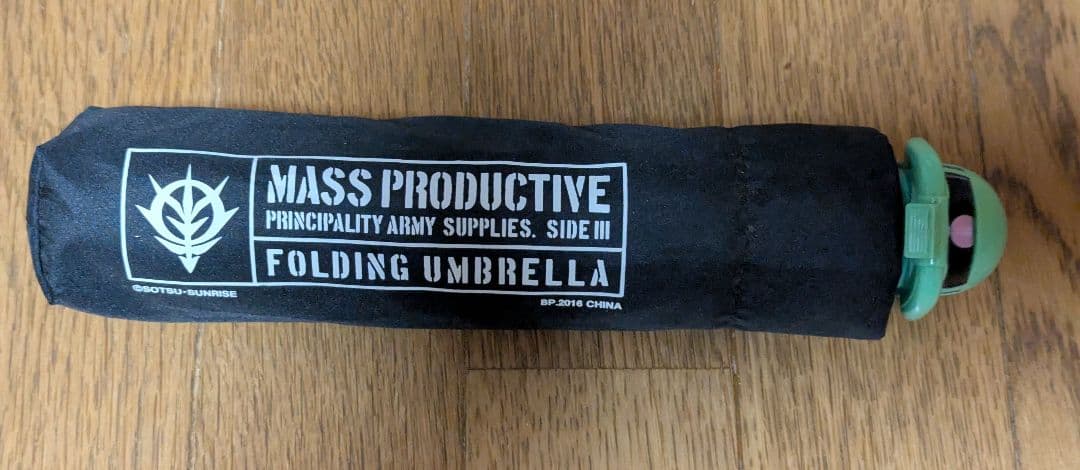 MASS PRODUCTIVE
PRINCIPALITY ARMY SUPPLIES. SIDE III
FOLDING UMBRELLA
©SOTSU・SUNRISE
BP.2016 CHINA